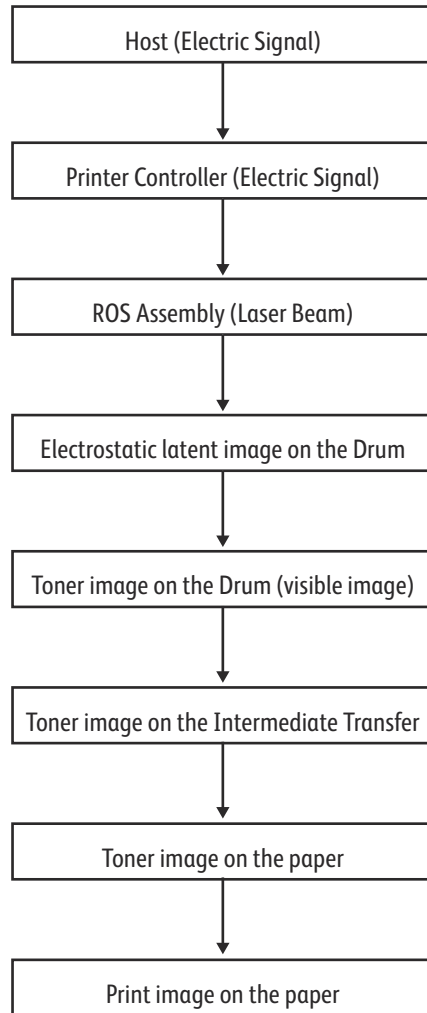 Host (Electric Signal)
Printer Controller (Electric Signal)
ROS Assembly (Laser Beam)
Electrostatic latent image on the Drum
Toner image on the Drum (visible image)
Toner image on the Intermediate Transfer
Toner image on the paper
Print image on the paper